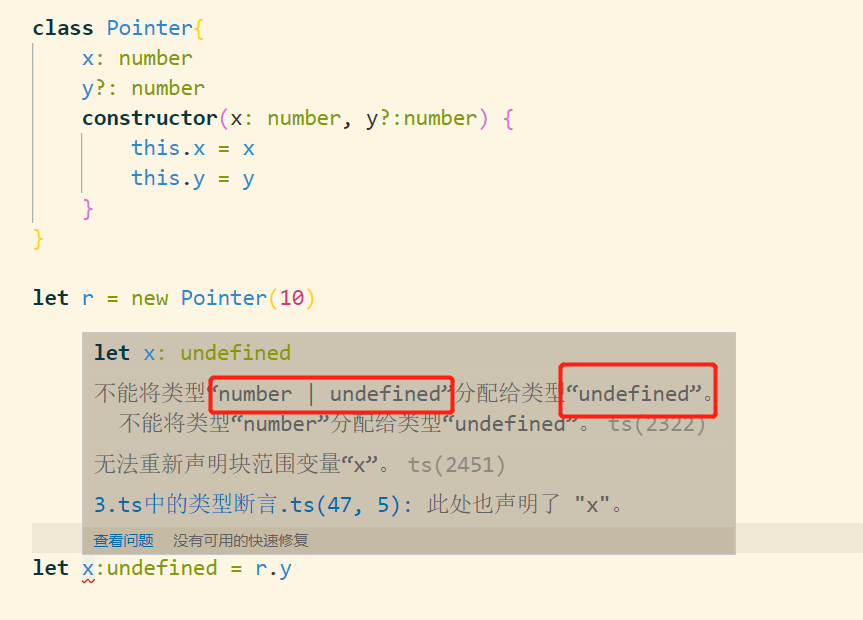 class Pointer{
x: number
y?: number
constructor(x: number, y?:number) {
this.x = x
this.y = y
}
}
let r = new Pointer(10)
let x: undefined
不能将类型“number | undefined”分配给类型“undefined”。
不能将类型“number”分配给类型“undefined”。 ts(2322)
无法重新声明块范围变量“x”。 ts(2451)
3.ts中的类型断言.ts(47, 5): 此处也声明了 "x"。
查看问题 没有可用的快速修复
let x:undefined = r.y